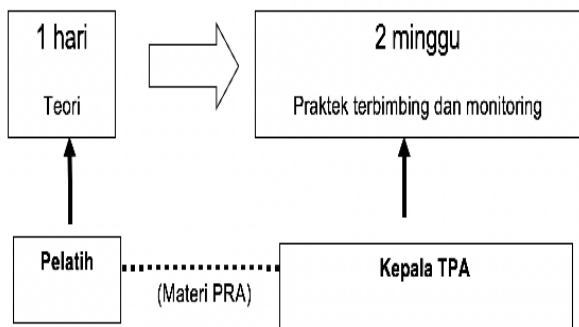 1 hari
Teori
2 minggu
Praktek terbimbing dan monitoring
Pelatih
(Materi PRA)
Kepala TPA